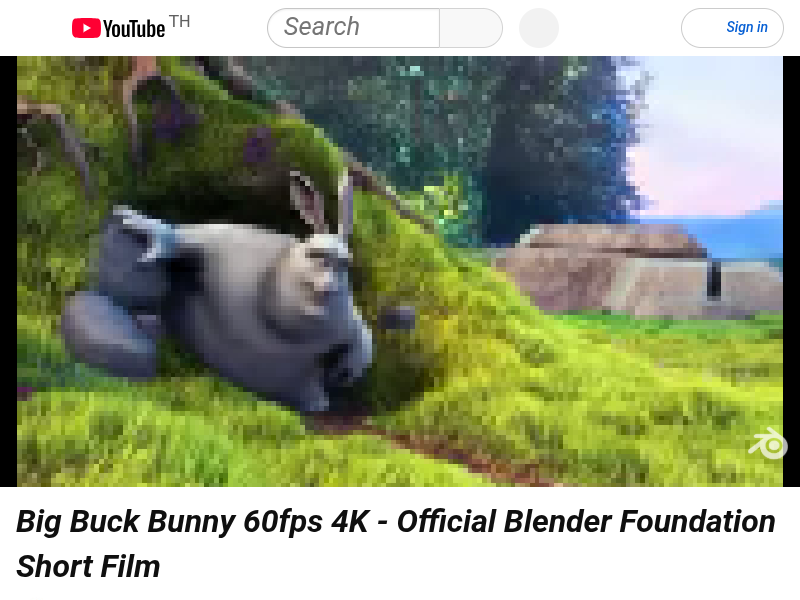 YouTube TH
Search
Sign in
Big Buck Bunny 60fps 4K - Official Blender Foundation
Short Film